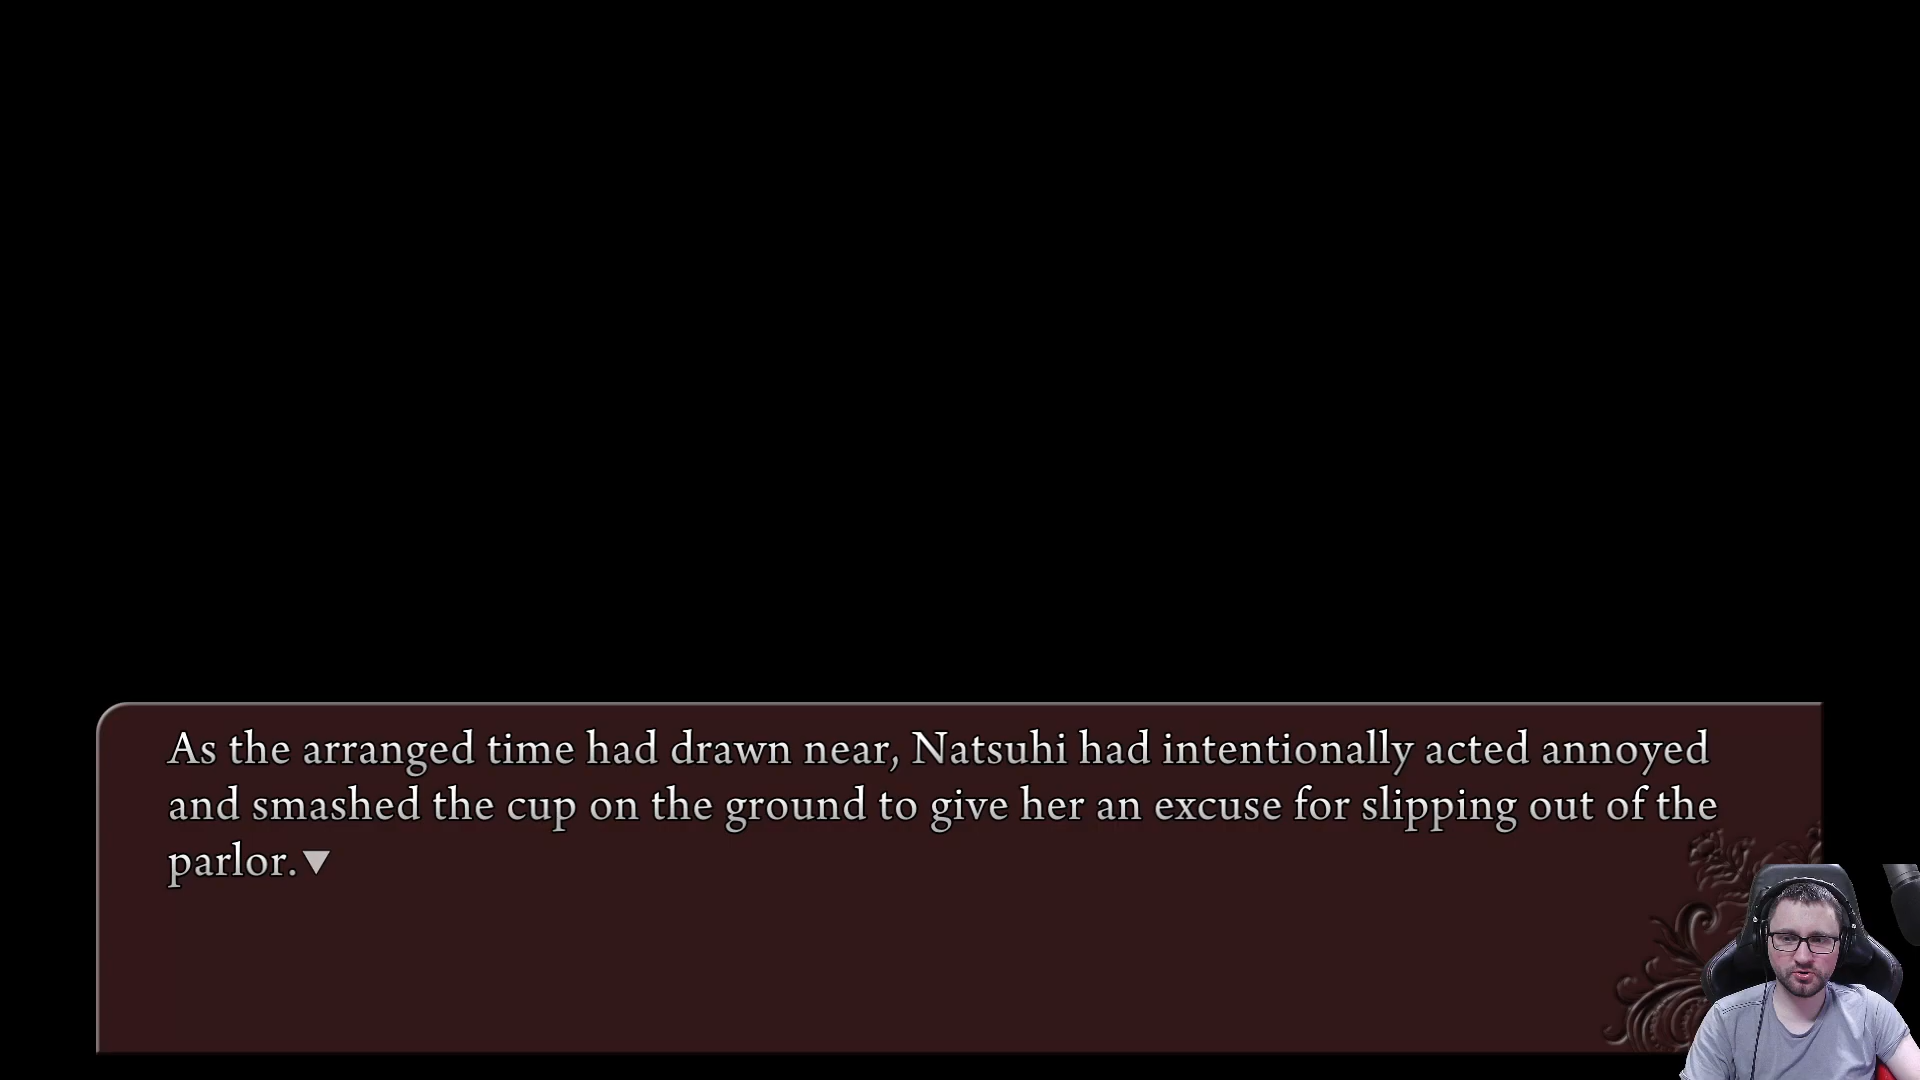 As the arranged time had drawn near, Natsuhi had intentionally acted annoyed
and smashed the cup on the ground to give her an excuse for slipping out of the
parlor.